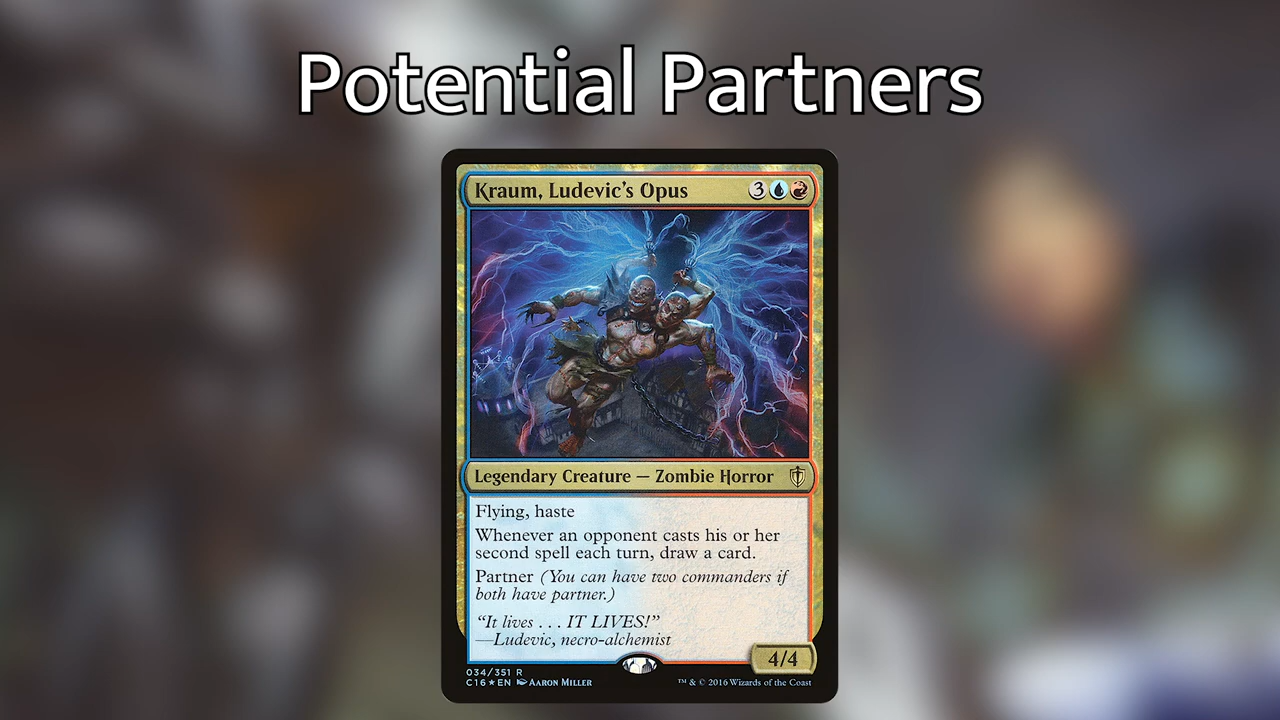 Potential Partners
Kraum, Ludevic's Opus 3
Legendary Creature — Zombie Horror
Flying, haste
Whenever an opponent casts his or her
second spell each turn, draw a card.
Partner (You can have two commanders if
both have partner.)
"It lives . . . IT LIVES!"
—Ludevic, necro-alchemist
4/4
034/351 R
C16★EN Aaron Miller ™ & © 2016 Wizards of the Coast